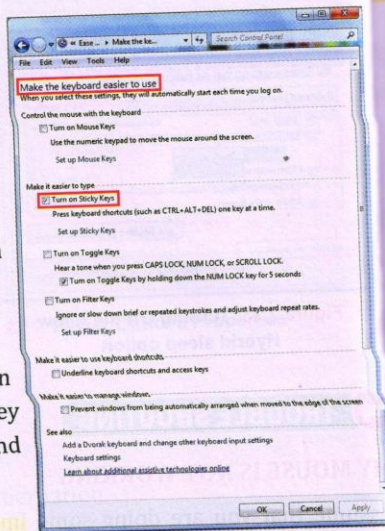 « Ease ... ▸ Make the ke...
Search Control Panel
File Edit View Tools Help
Make the keyboard easier to use
When you select these settings, they will automatically start each time you log on.
Control the mouse with the keyboard
Turn on Mouse Keys
Use the numeric keypad to move the mouse around the screen.
Set up Mouse Keys
Make it easier to type
Turn on Sticky Keys
Press keyboard shortcuts (such as CTRL+ALT+DEL) one key at a time.
Set up Sticky Keys
Turn on Toggle Keys
Hear a tone when you press CAPS LOCK, NUM LOCK, or SCROLL LOCK.
Turn on Toggle Keys by holding down the NUM LOCK key for 5 seconds
Turn on Filter Keys
Ignore or slow down brief or repeated keystrokes and adjust keyboard repeat rates.
Set up Filter Keys
Make it easier to use keyboard shortcuts
Underline keyboard shortcuts and access keys
Make it easier to manage windows
Prevent windows from being automatically arranged when moved to the edge of the screen
See also
Add a Dvorak keyboard and change other keyboard input settings
Keyboard settings
Learn about additional assistive technologies online
OK Cancel Apply